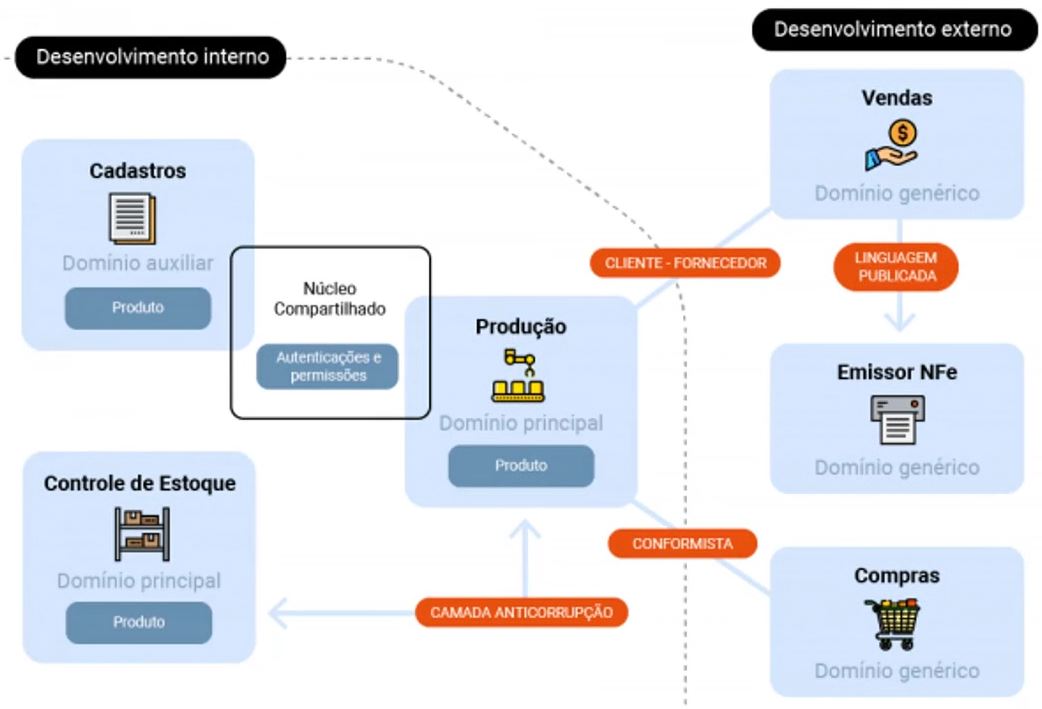 Desenvolvimento interno
Desenvolvimento externo
Cadastros
Domínio auxiliar
Produto
Núcleo
Compartilhado
Autenticações e
permissões
Produção
Domínio principal
Produto
Controle de Estoque
Domínio principal
Produto
CAMADA ANTICORRUPÇÃO
CLIENTE - FORNECEDOR
CONFORMISTA
Vendas
$
Domínio genérico
LINGUAGEM
PUBLICADA
Emissor NFe
Domínio genérico
Compras
Domínio genérico